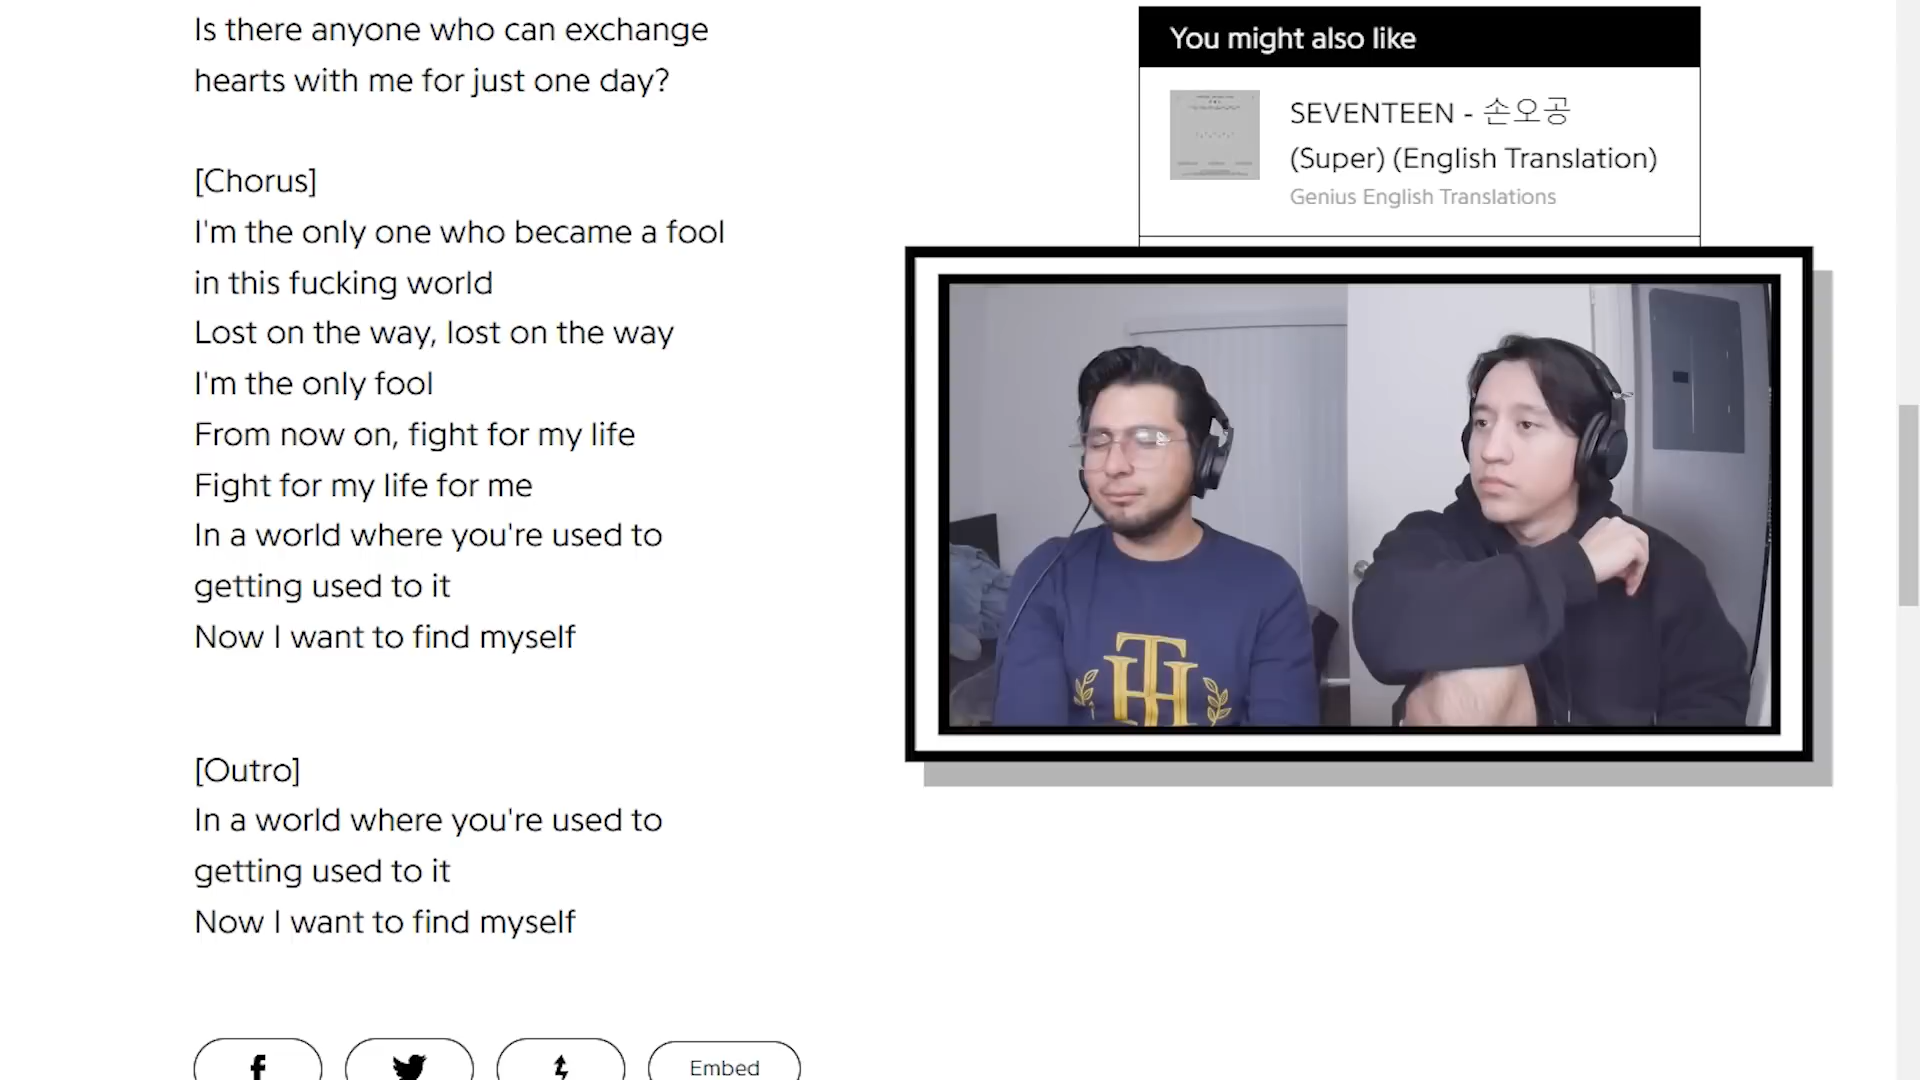 Is there anyone who can exchange
hearts with me for just one day?
[Chorus]
I'm the only one who became a fool
in this fucking world
Lost on the way, lost on the way
I'm the only fool
From now on, fight for my life
Fight for my life for me
In a world where you're used to
getting used to it
Now I want to find myself
[Outro]
In a world where you're used to
getting used to it
Now I want to find myself
Embed
You might also like
SEVENTEEN - 손오공
(Super) (English Translation)
Genius English Translations
TH